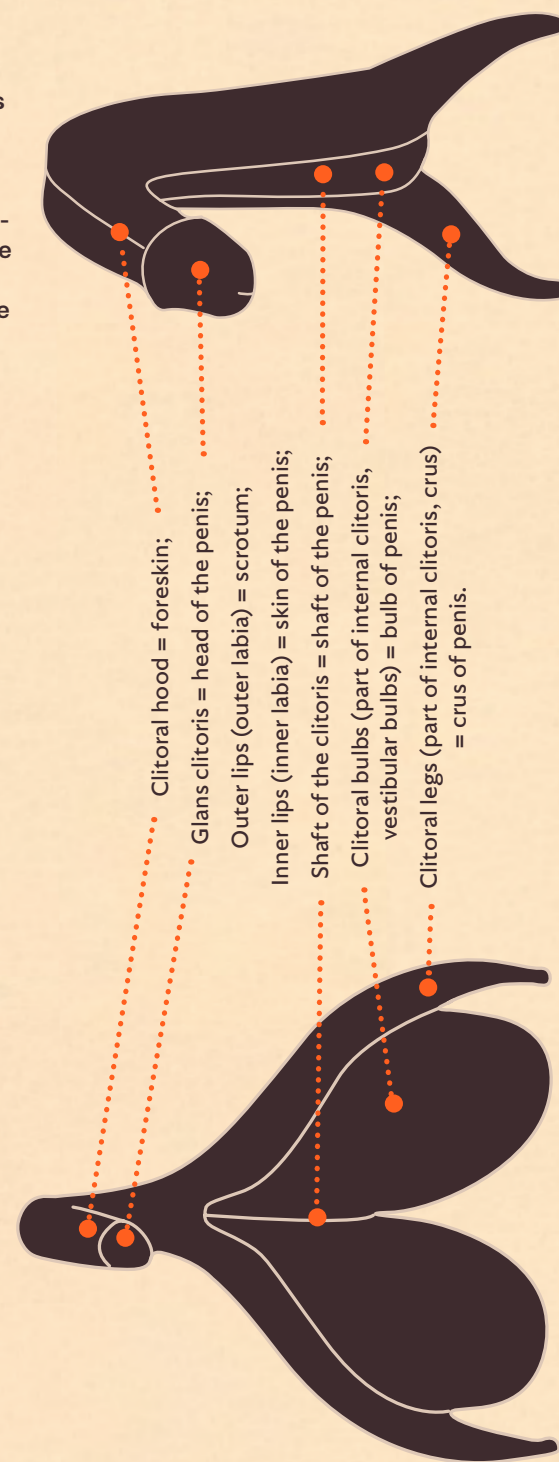 s
-
e
e
Clitoral hood = foreskin;
Glans clitoris = head of the penis;
Outer lips (outer labia) = scrotum;
Inner lips (inner labia) = skin of the penis;
Shaft of the clitoris = shaft of the penis;
Clitoral bulbs (part of internal clitoris,
vestibular bulbs) = bulb of penis;
Clitoral legs (part of internal clitoris, crus)
= crus of penis.